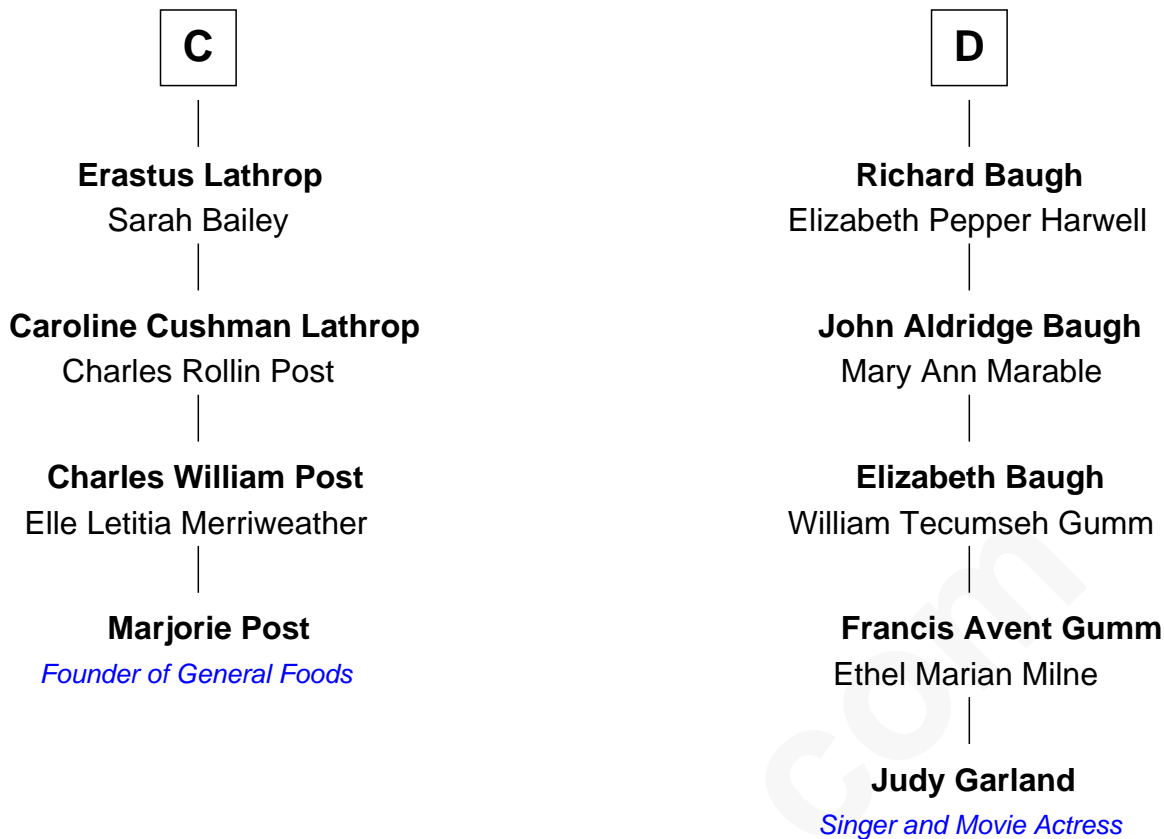 C
Erastus Lathrop
Sarah Bailey
Caroline Cushman Lathrop
Charles Rollin Post
Charles William Post
Elle Letitia Merriweather
Marjorie Post
Founder of General Foods
D
Richard Baugh
Elizabeth Pepper Harwell
John Aldridge Baugh
Mary Ann Marable
Elizabeth Baugh
William Tecumseh Gumm
Francis Avent Gumm
Ethel Marian Milne
Judy Garland
Singer and Movie Actress
com